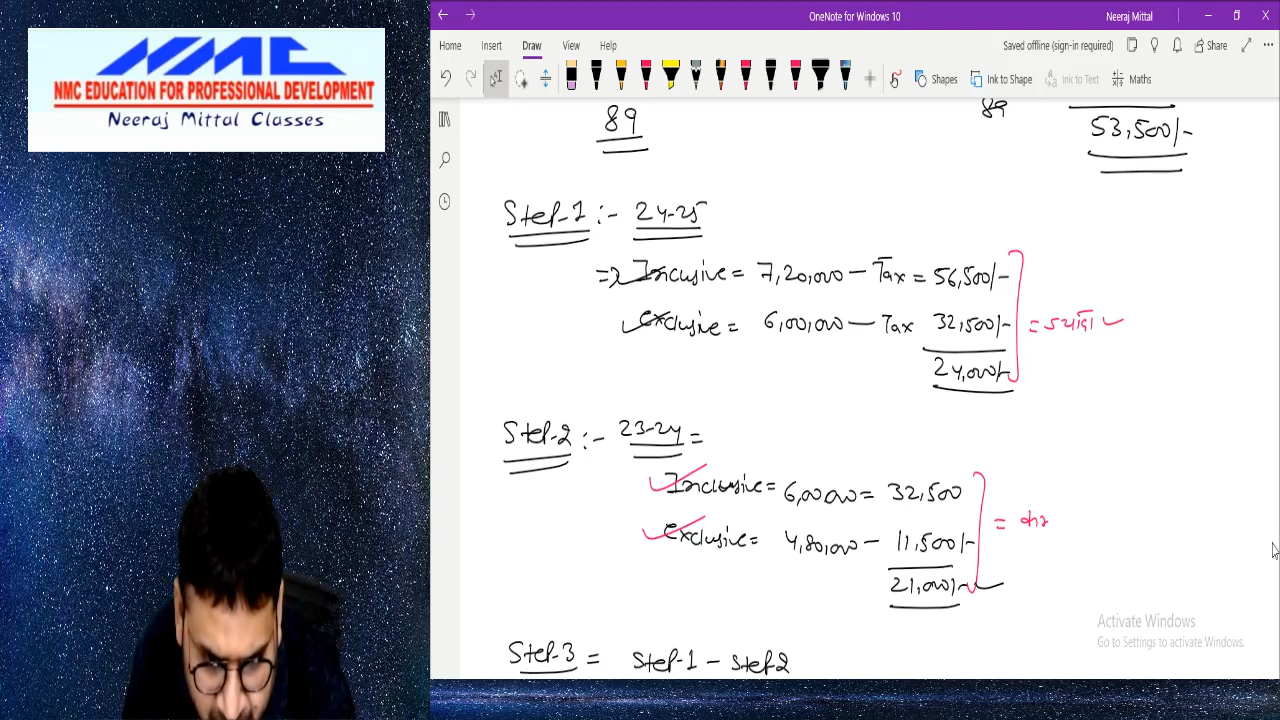 OneNote for Windows 10
Neeraj Mittal
Home Insert Draw View Help
Saved offline (sign-in required)
Share
Shapes
Ink to Shape
Ink to Text
Maths
NMC
NMC EDUCATION FOR PROFESSIONAL DEVELOPMENT
Neeraj Mittal Classes
89
89
53,500/-
Step-1 :- 24-25
=> Inclusive = 7,20,000 - Tax = 56,500/-
Exclusive = 6,00,000 - Tax 32,500/-
24,000/-
Step-2 :- 23-24 =
Inclusive = 6,00,000 = 32,500
Exclusive = 4,80,000 - 11,500/-
21,000/-
Step-3 = Step-1 - Step-2
Activate Windows
Go to Settings to activate Windows.